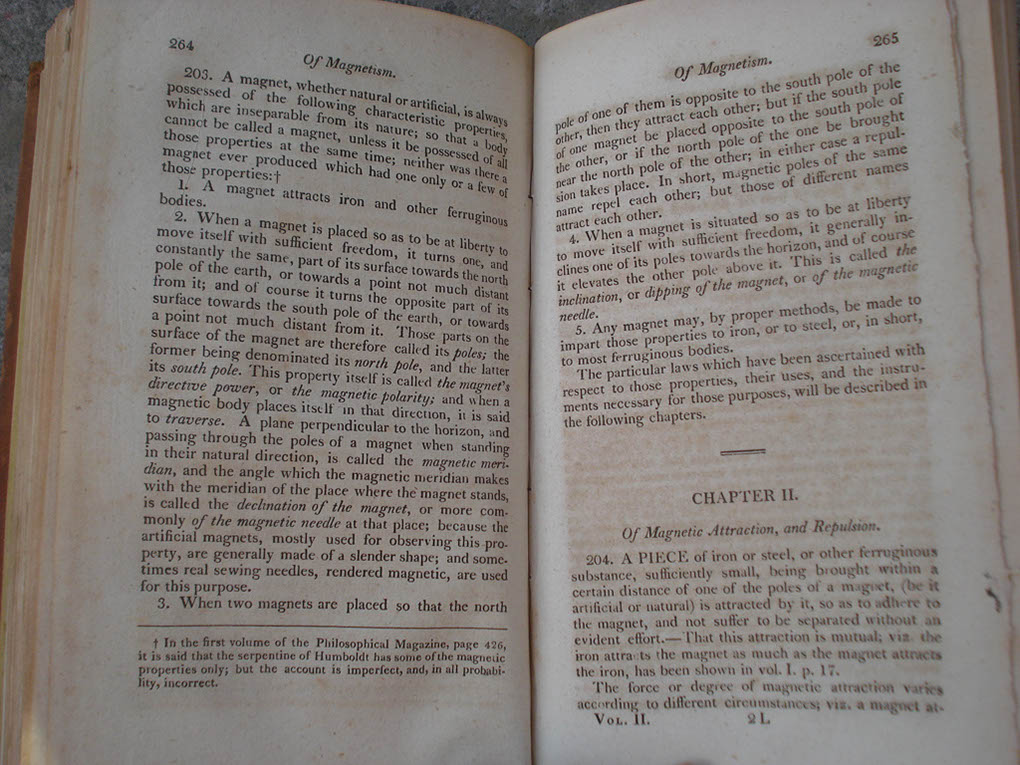 264
Of Magnetism.
203. A magnet, whether natural or artificial, is always
possessed of the following characteristic properties,
which are inseparable from its nature; so that a body
cannot be called a magnet, unless it be possessed of all
those properties at the same time; neither was there a
magnet ever produced which had one only or a few of
those properties:†
1. A magnet attracts iron and other ferruginous
bodies.
2. When a magnet is placed so as to be at liberty to
move itself with sufficient freedom, it turns one, and
constantly the same, part of its surface towards the north
pole of the earth, or towards a point not much distant
from it; and of course it turns the opposite part of its
surface towards the south pole of the earth, or towards
a point not much distant from it. Those parts on the
surface of the magnet are therefore called its poles; the
former being denominated its north pole, and the latter
its south pole. This property itself is called the magnet's
directive power, or the magnetic polarity; and when a
magnetic body places itself in that direction, it is said
to traverse. A plane perpendicular to the horizon, and
passing through the poles of a magnet when standing
in their natural direction, is called the magnetic meri-
dian, and the angle which the magnetic meridian makes
with the meridian of the place where the magnet stands,
is called the declination of the magnet, or more com-
monly of the magnetic needle at that place; because the
artificial magnets, mostly used for observing this pro-
perty, are generally made of a slender shape; and some-
times real sewing needles, rendered magnetic, are used
for this purpose.
3. When two magnets are placed so that the north
† In the first volume of the Philosophical Magazine, page 426,
it is said that the serpentine of Humboldt has some of the magnetic
properties only; but the account is imperfect, and, in all probabi-
lity, incorrect.
265
Of Magnetism.
pole of one of them is opposite to the south pole of the
other, then they attract each other; but if the south pole
of one magnet be placed opposite to the south pole of
the other, or if the north pole of the one be brought
near the north pole of the other; in either case a repul-
sion takes place. In short, magnetic poles of the same
name repel each other; but those of different names
attract each other.
4. When a magnet is situated so as to be at liberty
to move itself with sufficient freedom, it generally in-
clines one of its poles towards the horizon, and of course
it elevates the other pole above it. This is called the
inclination, or dipping of the magnet, or of the magnetic
needle.
5. Any magnet may, by proper methods, be made to
impart those properties to iron, or to steel, or, in short,
to most ferruginous bodies.
The particular laws which have been ascertained with
respect to those properties, their uses, and the instru-
ments necessary for those purposes, will be described in
the following chapters.
CHAPTER II.
Of Magnetic Attraction, and Repulsion.
204. A PIECE of iron or steel, or other ferruginous
substance, sufficiently small, being brought within a
certain distance of one of the poles of a magnet, (be it
artificial or natural) is attracted by it, so as to adhere to
the magnet, and not suffer to be separated without an
evident effort.—That this attraction is mutual; viz. the
iron attracts the magnet as much as the magnet attracts
the iron, has been shown in vol. I. p. 17.
The force or degree of magnetic attraction varies
according to different circumstances; viz. a magnet at-
VOL. II. 2 L